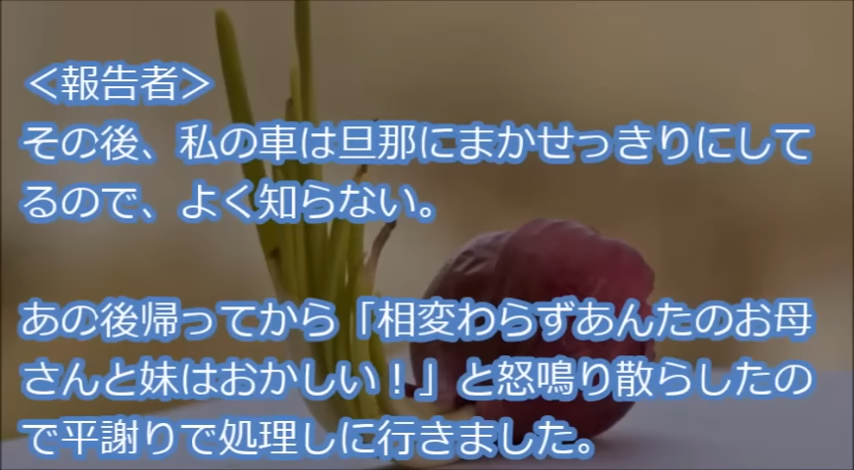 ＜報告者＞
その後、私の車は旦那にまかせっきりにして
るので、よく知らない。
あの後帰ってから「相変わらずあんたのお母
さんと妹はおかしい！」と怒鳴り散らしたの
で平謝りで処理しに行きました。